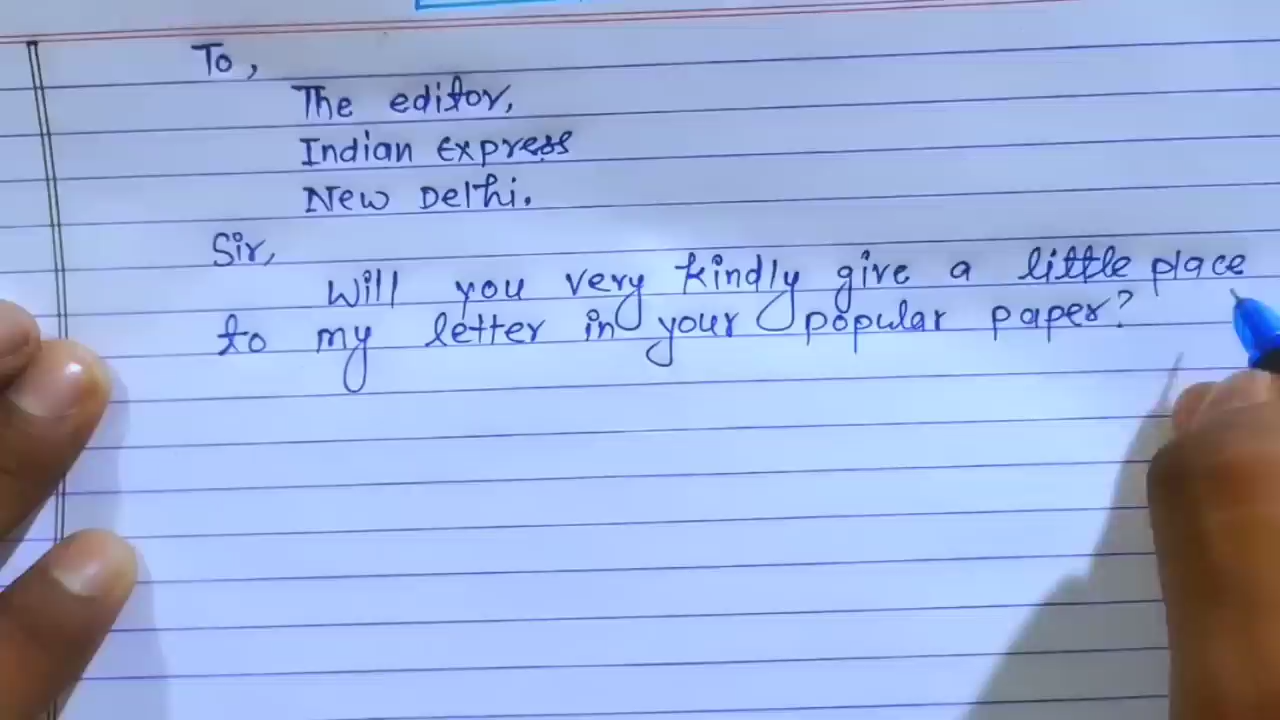 To,
The editor,
Indian Express
New Delhi.
Sir,
Will you very kindly give a little place
to my letter in your popular paper?